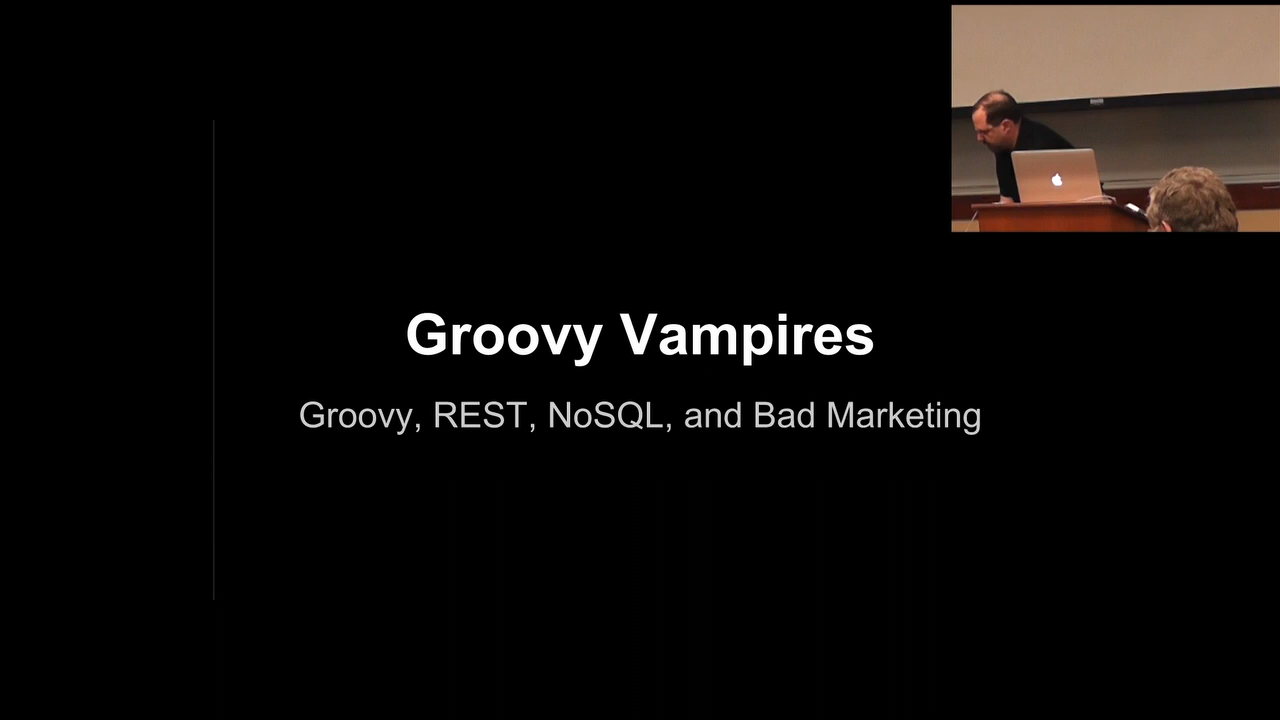 Groovy Vampires
Groovy, REST, NoSQL, and Bad Marketing